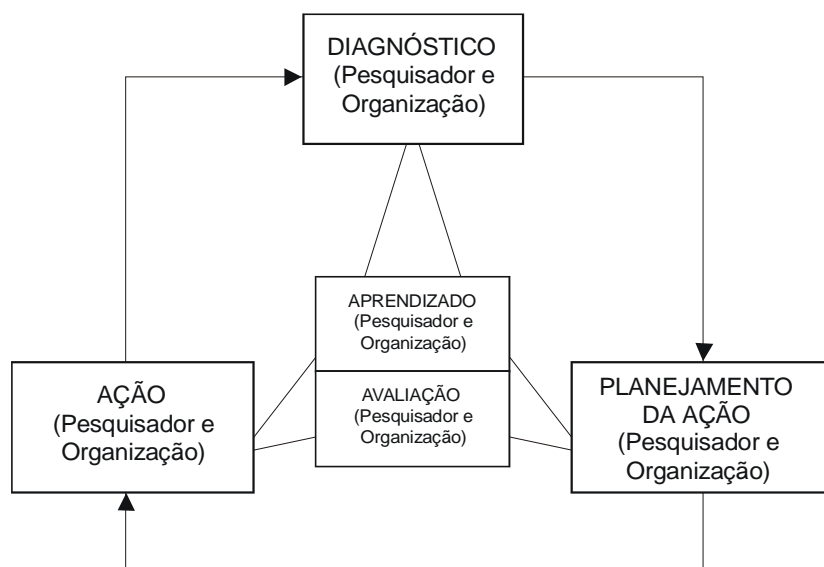 DIAGNÓSTICO
(Pesquisador e
Organização)
APRENDIZADO
(Pesquisador e
Organização)
AVALIAÇÃO
(Pesquisador e
Organização)
AÇÃO
(Pesquisador e
Organização)
PLANEJAMENTO
DA AÇÃO
(Pesquisador e
Organização)